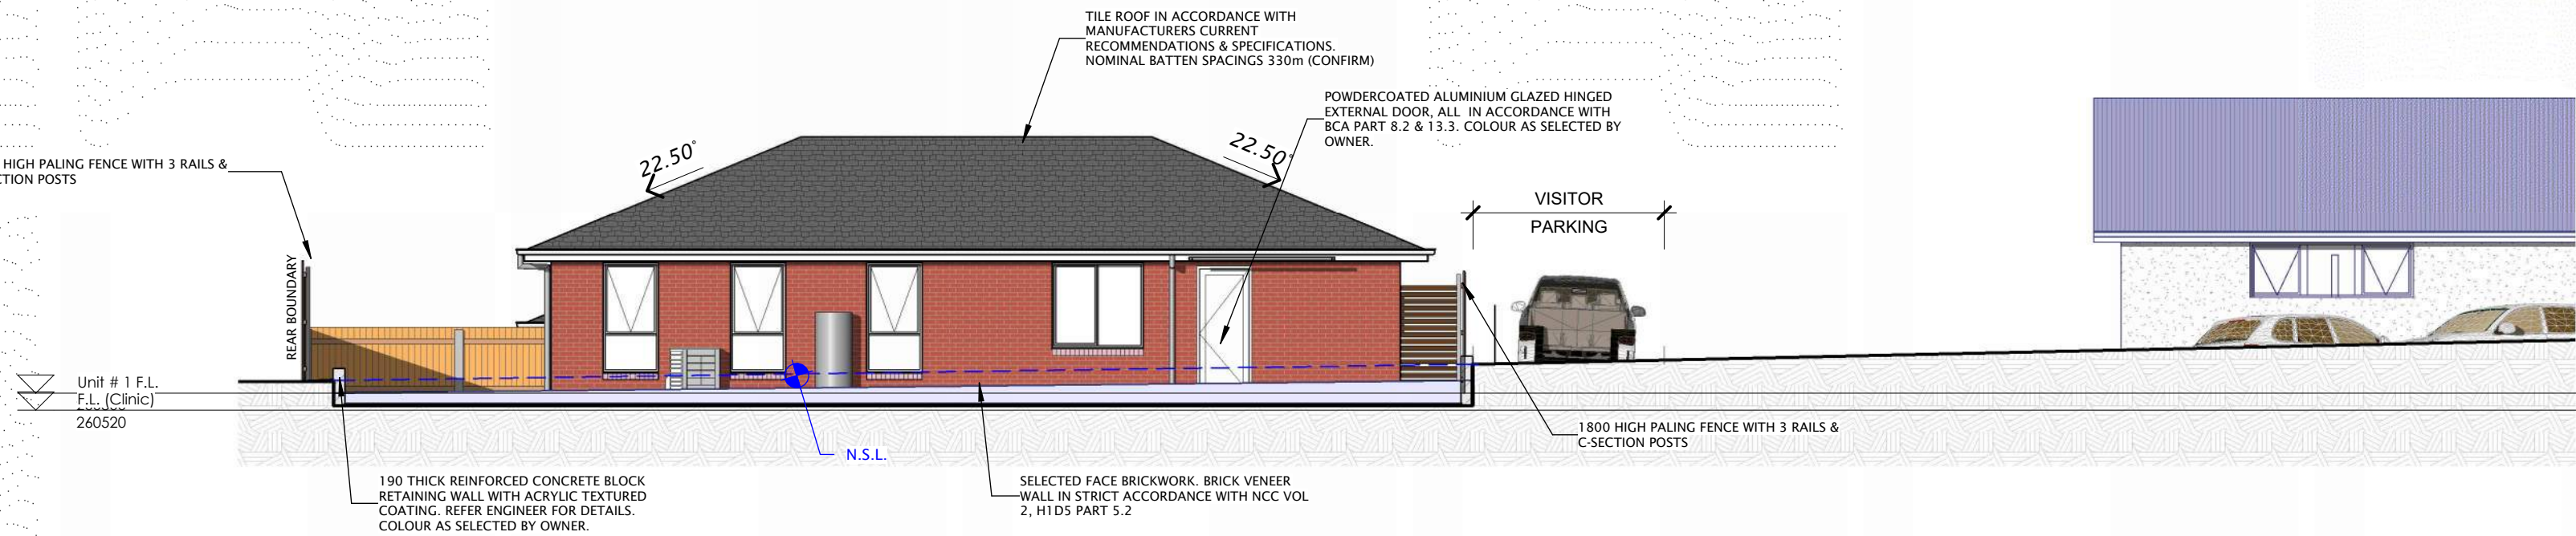 TILE ROOF IN ACCORDANCE WITH
MANUFACTURERS CURRENT
RECOMMENDATIONS & SPECIFICATIONS.
NOMINAL BATTEN SPACINGS 330m (CONFIRM)
POWDERCOATED ALUMINIUM GLAZED HINGED
EXTERNAL DOOR, ALL IN ACCORDANCE WITH
BCA PART 8.2 & 13.3. COLOUR AS SELECTED BY
OWNER.
HIGH PALING FENCE WITH 3 RAILS &
CTION POSTS
22.50°
22.50°
VISITOR
PARKING
REAR BOUNDARY
Unit # 1 F.L.
F.L. (Clinic)
260520
N.S.L.
1800 HIGH PALING FENCE WITH 3 RAILS &
C-SECTION POSTS
190 THICK REINFORCED CONCRETE BLOCK
RETAINING WALL WITH ACRYLIC TEXTURED
COATING. REFER ENGINEER FOR DETAILS.
COLOUR AS SELECTED BY OWNER.
SELECTED FACE BRICKWORK. BRICK VENEER
WALL IN STRICT ACCORDANCE WITH NCC VOL
2, H1D5 PART 5.2